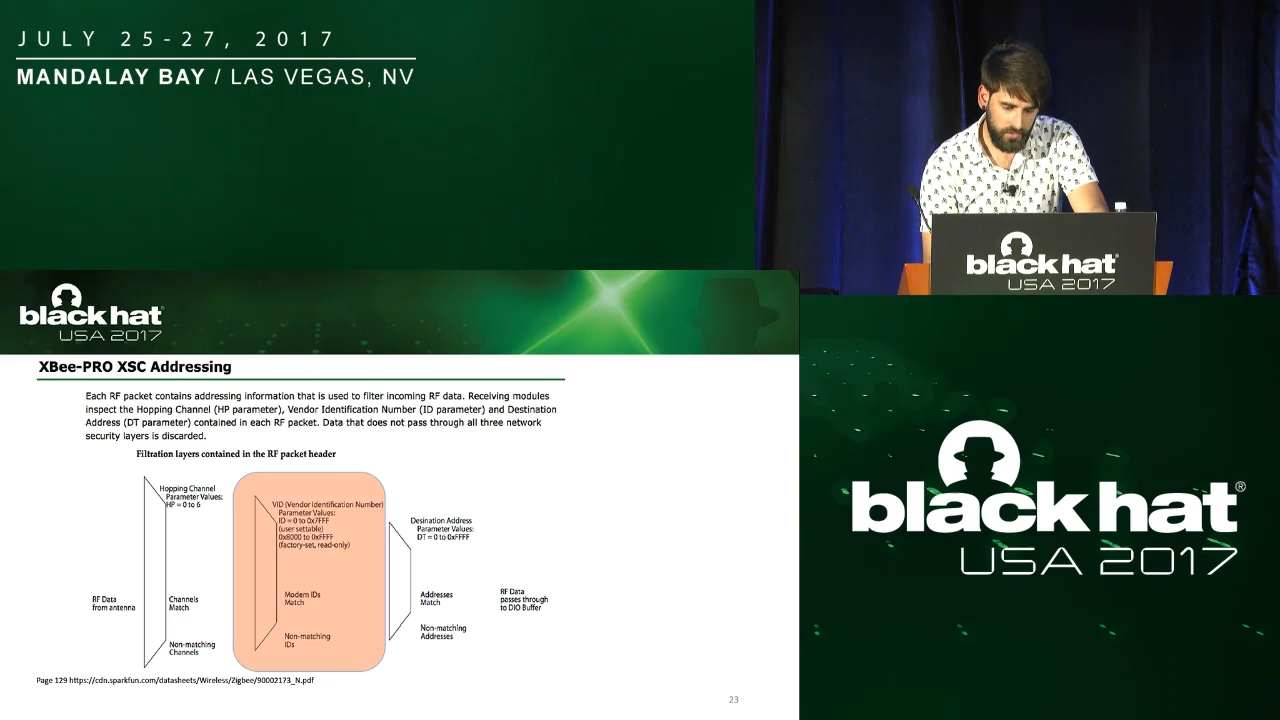 JULY 25-27, 2017
MANDALAY BAY / LAS VEGAS, NV
black hat
USA 2017
black hat
USA 2017
XBee-PRO XSC Addressing
Each RF packet contains addressing information that is used to filter incoming RF data. Receiving modules
inspect the Hopping Channel (HP parameter), Vendor Identification Number (ID parameter) and Destination
Address (DT parameter) contained in each RF packet. Data that does not pass through all three network
security layers is discarded.
Filtration layers contained in the RF packet header
Hopping Channel
Parameter Values:
HP = 0 to 6
VID (Vendor Identification Number)
Parameter Values:
ID = 0 to 0x7FFF
(user settable)
0x8000 to 0xFFFF
(factory-set, read-only)
Desination Address
Parameter Values:
DT = 0 to 0xFFFF
RF Data
from antenna
Channels
Match
Modem IDs
Match
Addresses
Match
RF Data
passes through
to DIO Buffer
Non-matching
Channels
Non-matching
IDs
Non-matching
Addresses
Page 129 https://cdn.sparkfun.com/datasheets/Wireless/Zigbee/90002173_N.pdf
23
black hat®
USA 2017